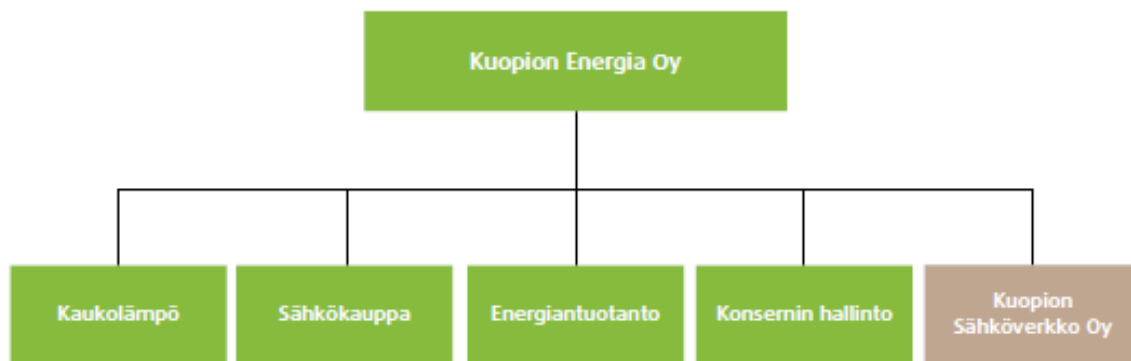 Kuopion Energia Oy
Kaukolämpö
Sähkökauppa
Energiantuotanto
Konsernin hallinto
Kuopion
Sähköverkko Oy